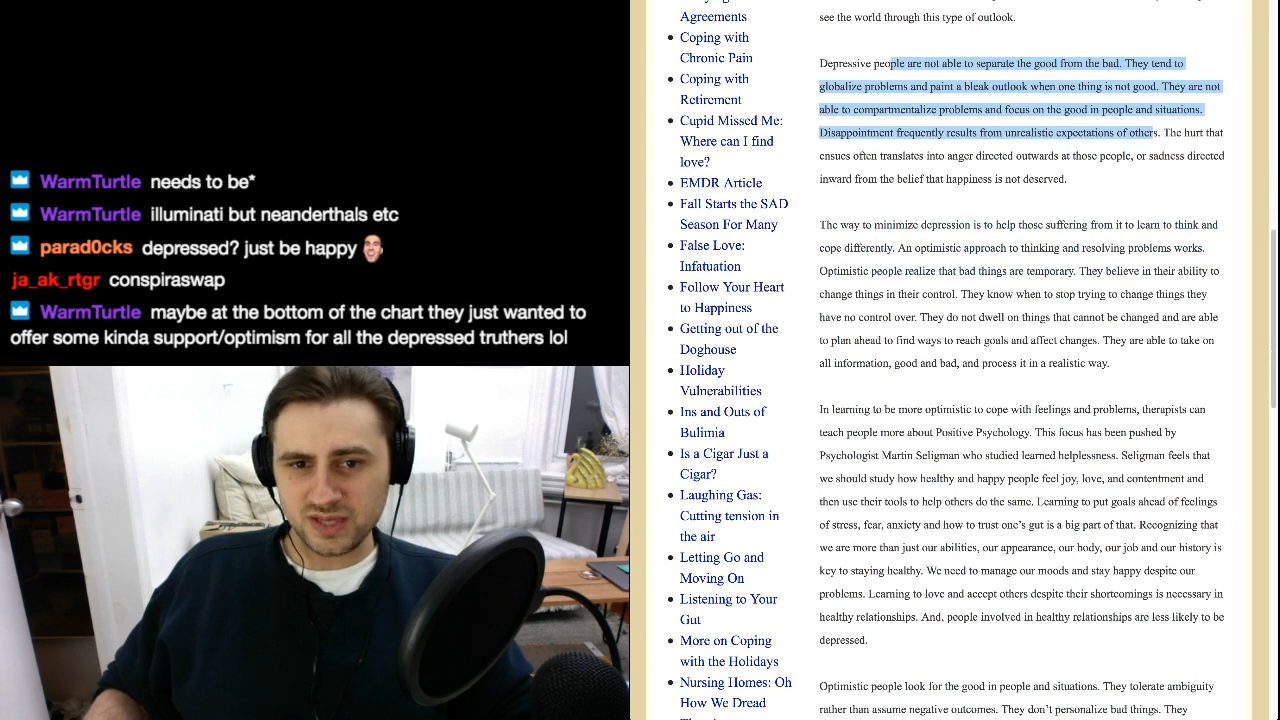 WarmTurtle needs to be*
WarmTurtle illuminati but neanderthals etc
parad0cks depressed? just be happy
ja_ak_rtgr conspiraswap
WarmTurtle maybe at the bottom of the chart they just wanted to
offer some kinda support/optimism for all the depressed truthers lol
Agreements
Coping with
Chronic Pain
Coping with
Retirement
Cupid Missed Me:
Where can I find
love?
EMDR Article
Fall Starts the SAD
Season For Many
False Love:
Infatuation
Follow Your Heart
to Happiness
Getting out of the
Doghouse
Holiday
Vulnerabilities
Ins and Outs of
Bulimia
Is a Cigar Just a
Cigar?
Laughing Gas:
Cutting tension in
the air
Letting Go and
Moving On
Listening to Your
Gut
More on Coping
with the Holidays
Nursing Homes: Oh
How We Dread
see the world through this type of outlook.
Depressive people are not able to separate the good from the bad. They tend to
globalize problems and paint a bleak outlook when one thing is not good. They are not
able to compartmentalize problems and focus on the good in people and situations.
Disappointment frequently results from unrealistic expectations of others. The hurt that
ensues often translates into anger directed outwards at those people, or sadness directed
inward from the belief that happiness is not deserved.
The way to minimize depression is to help those suffering from it to learn to think and
cope differently. An optimistic approach to thinking and resolving problems works.
Optimistic people realize that bad things are temporary. They believe in their ability to
change things in their control. They know when to stop trying to change things they
have no control over. They do not dwell on things that cannot be changed and are able
to plan ahead to find ways to reach goals and affect changes. They are able to take on
all information, good and bad, and process it in a realistic way.
In learning to be more optimistic to cope with feelings and problems, therapists can
teach people more about Positive Psychology. This focus has been pushed by
Psychologist Martin Seligman who studied learned helplessness. Seligman feels that
we should study how healthy and happy people feel joy, love, and contentment and
then use their tools to help others do the same. Learning to put goals ahead of feelings
of stress, fear, anxiety and how to trust one's gut is a big part of that. Recognizing that
we are more than just our abilities, our appearance, our body, our job and our history is
key to staying healthy. We need to manage our moods and stay happy despite our
problems. Learning to love and accept others despite their shortcomings is necessary in
healthy relationships. And, people involved in healthy relationships are less likely to be
depressed.
Optimistic people look for the good in people and situations. They tolerate ambiguity
rather than assume negative outcomes. They don't personalize bad things. They